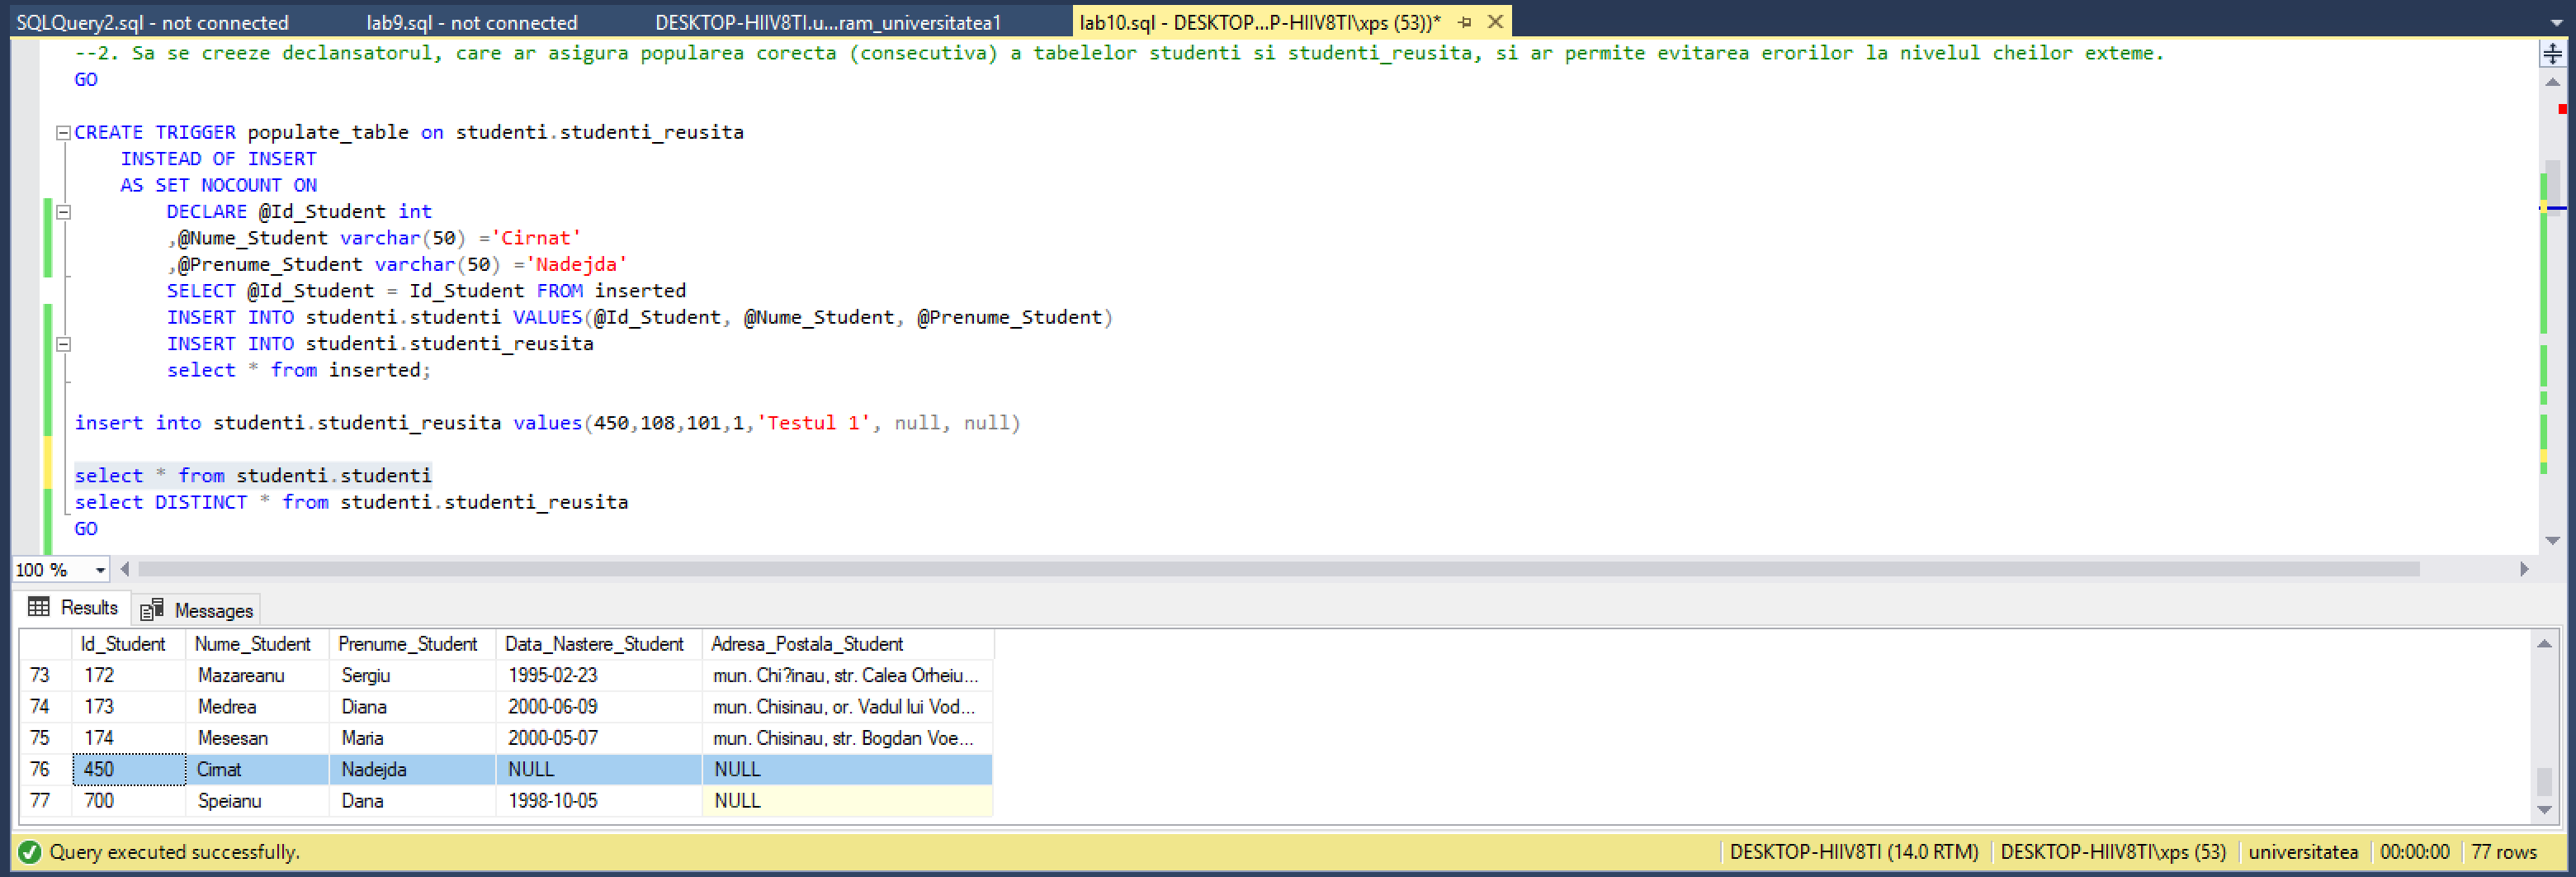 SQLQuery2.sql - not connected lab9.sql - not connected DESKTOP-HIIV8TI.u...ram_universitatea1 lab10.sql - DESKTOP...P-HIIV8TI\xps (53))*
--2. Sa se creeze declansatorul, care ar asigura popularea corecta (consecutiva) a tabelelor studenti si studenti_reusita, si ar permite evitarea erorilor la nivelul cheilor exteme.
GO
CREATE TRIGGER populate_table on studenti.studenti_reusita
INSTEAD OF INSERT
AS SET NOCOUNT ON
DECLARE @Id_Student int
,@Nume_Student varchar(50) ='Cirnat'
,@Prenume_Student varchar(50) ='Nadejda'
SELECT @Id_Student = Id_Student FROM inserted
INSERT INTO studenti.studenti VALUES(@Id_Student, @Nume_Student, @Prenume_Student)
INSERT INTO studenti.studenti_reusita
select * from inserted;
insert into studenti.studenti_reusita values(450,108,101,1,'Testul 1', null, null)
select * from studenti.studenti
select DISTINCT * from studenti.studenti_reusita
GO
100 %
Results Messages
Id_Student Nume_Student Prenume_Student Data_Nastere_Student Adresa_Postala_Student
73 172 Mazareanu Sergiu 1995-02-23 mun. Chi?inau, str. Calea Orheiu...
74 173 Medrea Diana 2000-06-09 mun. Chisinau, or. Vadul lui Vod...
75 174 Mesesan Maria 2000-05-07 mun. Chisinau, str. Bogdan Voe...
76 450 Cirnat Nadejda NULL NULL
77 700 Speianu Dana 1998-10-05 NULL
Query executed successfully. DESKTOP-HIIV8TI (14.0 RTM) DESKTOP-HIIV8TI\xps (53) universitatea 00:00:00 77 rows